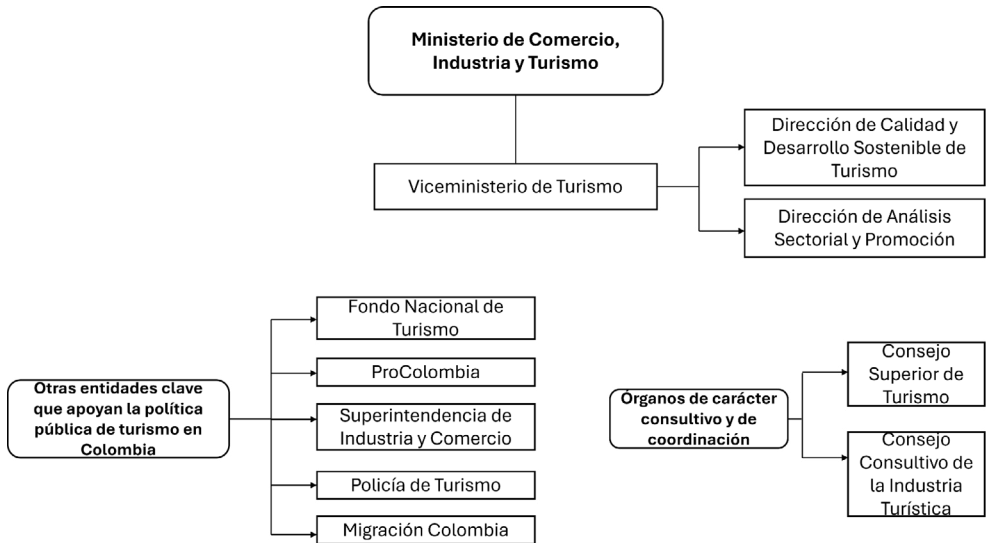 Ministerio de Comercio,
Industria y Turismo
Viceministerio de Turismo
Dirección de Calidad y
Desarrollo Sostenible de
Turismo
Dirección de Análisis
Sectorial y Promoción
Otras entidades clave
que apoyan la política
pública de turismo en
Colombia
Fondo Nacional de
Turismo
ProColombia
Superintendencia de
Industria y Comercio
Policía de Turismo
Migración Colombia
Órganos de carácter
consultivo y de
coordinación
Consejo
Superior de
Turismo
Consejo
Consultivo de
la Industria
Turística